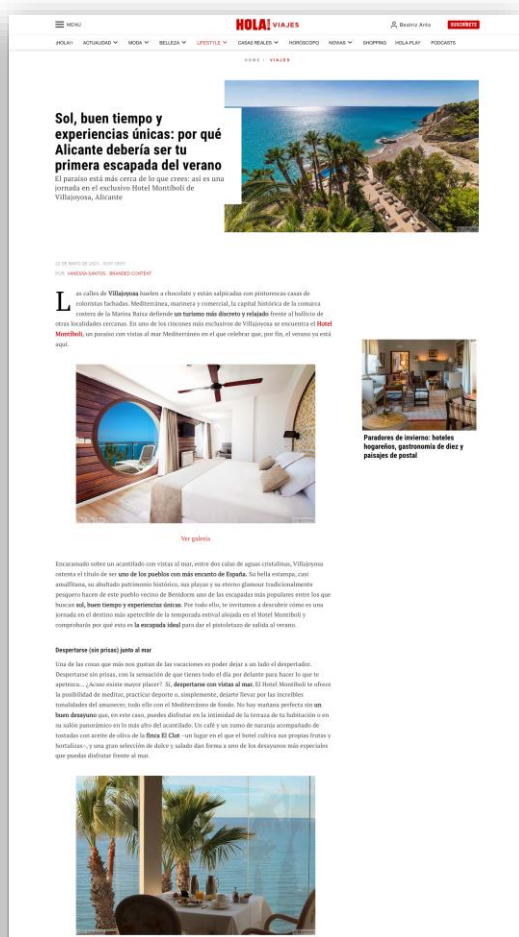 MENU
HOLA! VIAJES
Beatriz Anta
SUSCRÍBETE
¡HOLA!+ ACTUALIDAD MODA BELLEZA LIFESTYLE CASAS REALES HORÓSCOPO NOVIAS SHOPPING HOLA PLAY PODCASTS
HOME / VIAJES
Sol, buen tiempo y
experiencias únicas: por qué
Alicante debería ser tu
primera escapada del verano
El paraíso está más cerca de lo que crees: así es una
jornada en el exclusivo Hotel Montíboli de
Villajoyosa, Alicante
POR VANESSA SANTOS BRANDED CONTENT
Las calles de Villajoyosa huelen a chocolate y están salpicadas con pintorescas casas de
coloristas fachadas. Mediterránea, marinera y comercial, la capital histórica de la comarca
costera de la Marina Baixa defiende un turismo más discreto y relajado frente al bullicio de
otras localidades cercanas. En uno de los rincones más exclusivos de Villajoyosa se encuentra el Hotel
Montíboli, un paraíso con vistas al mar Mediterráneo en el que celebrar que, por fin, el verano ya está
aquí.
Paradores de invierno: hoteles
hogareños, gastronomía de diez y
paisajes de postal
Ver galería
Encaramado sobre un acantilado con vistas al mar, entre dos calas de aguas cristalinas, Villajoyosa
ostenta el título de ser uno de los pueblos con más encanto de España. Su bella estampa, casi
amalfitana, su abultado patrimonio histórico, sus playas y su eterno glamour tradicionalmente
pesquero hacen de este pueblo vecino de Benidorm una de las escapadas más populares entre los que
buscan sol, buen tiempo y experiencias únicas. Por todo ello, te invitamos a descubrir cómo es una
jornada en el destino más apetecible de la temporada estival alojada en el Hotel Montíboli y
comprobarás por qué esta es la escapada ideal para dar el pistoletazo de salida al verano.
Despertarse (sin prisas) junto al mar
Una de las cosas que más nos gustan de las vacaciones es poder dejar a un lado el despertador.
Despertarse sin prisas, con la sensación de que tienes todo el día por delante para hacer lo que te
apetezca... ¿Acaso existe mayor placer? Sí, despertarse con vistas al mar. El Hotel Montíboli te ofrece
la posibilidad de meditar, practicar deporte o, simplemente, dejarte llevar por las increíbles
tonalidades del amanecer, todo ello con el Mediterráneo de fondo. No hay mañana perfecta sin un
buen desayuno que, en este caso, puedes disfrutar en la intimidad de la terraza de tu habitación o en
su salón panorámico en lo más alto del acantilado. Un café y un zumo de naranja acompañado de
tostadas con aceite de oliva de la finca El Clot –un lugar en el que el hotel cultiva sus propias frutas y
hortalizas–, y una gran selección de dulce y salado dan forma a uno de los desayunos más especiales
que puedas disfrutar frente al mar.